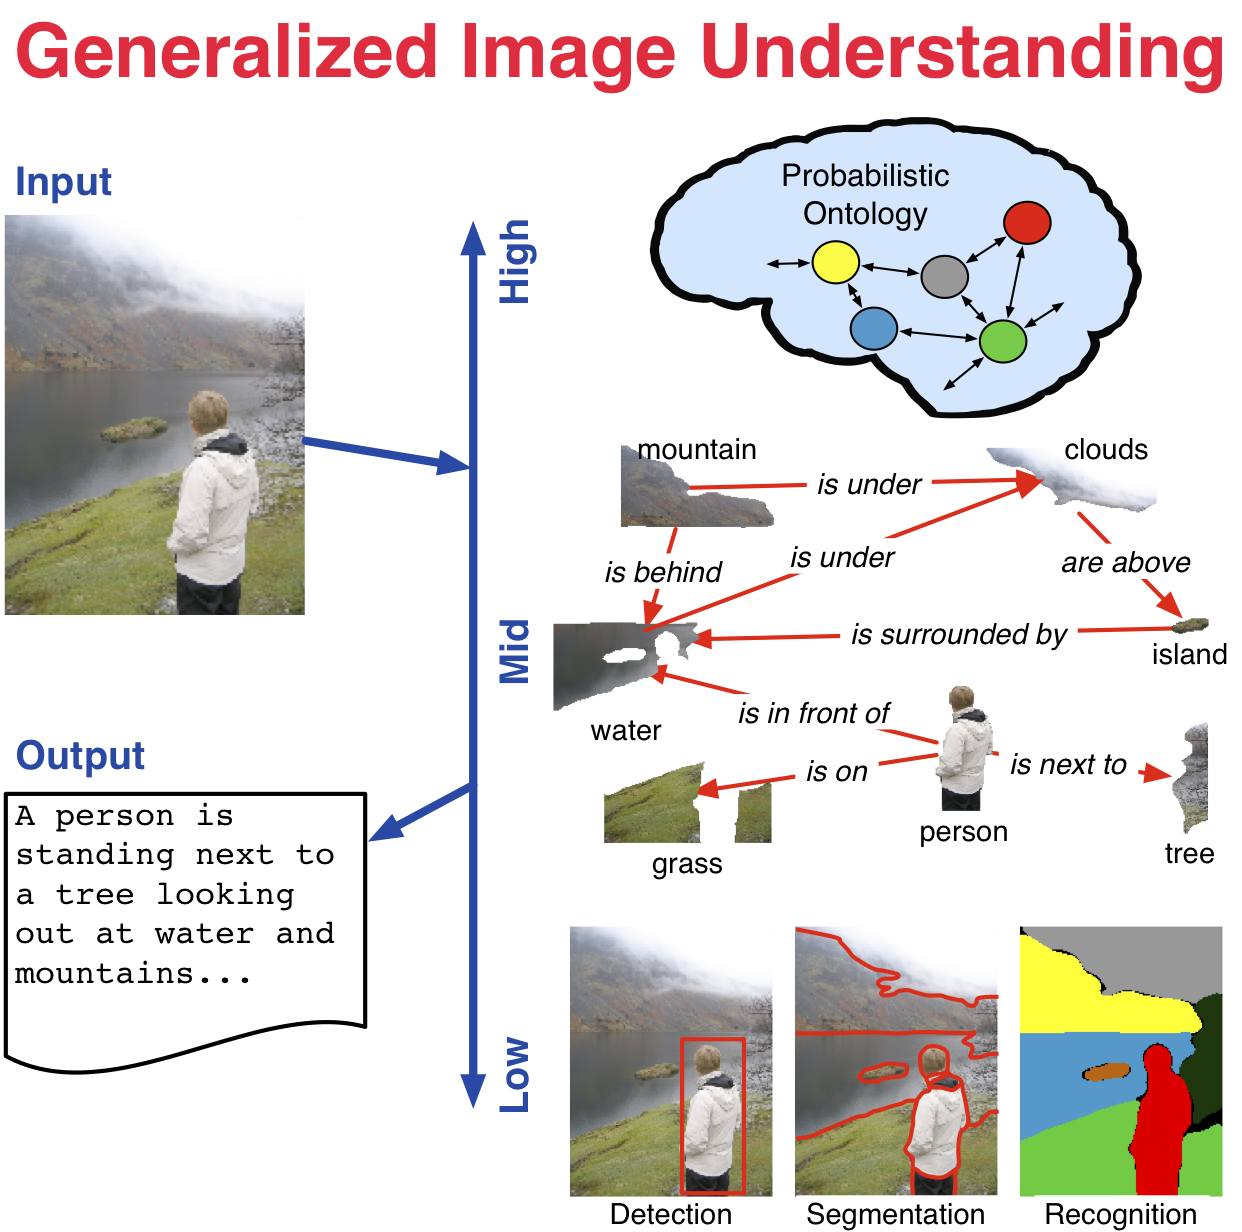 Generalized Image Understanding
Input
High
Mid
Low
Output
A person is
standing next to
a tree looking
out at water and
mountains...
Probabilistic
Ontology
mountain
clouds
is under
is behind
is under
are above
is surrounded by
island
water
is in front of
is on
is next to
grass
person
tree
Detection
Segmentation
Recognition